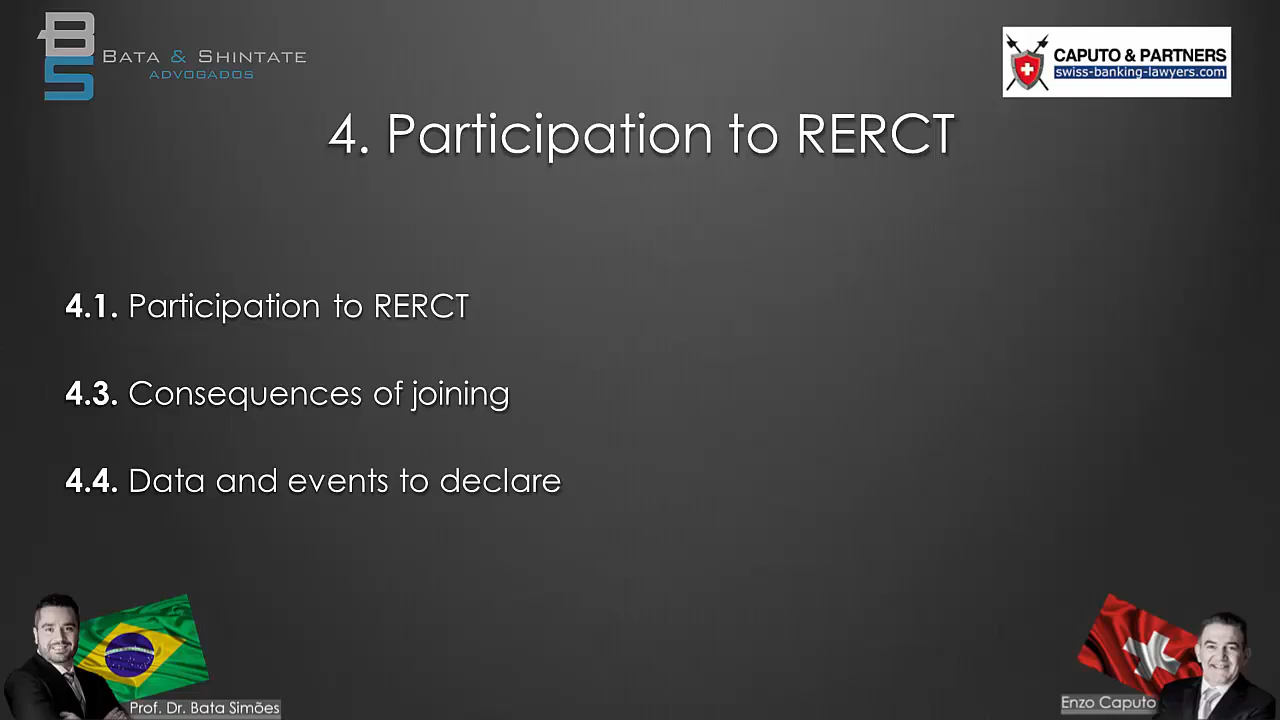 BS
BATA & SHINTATE
ADVOGADOS
CAPUTO & PARTNERS
swiss-banking-lawyers.com
4. Participation to RERCT
4.1. Participation to RERCT
4.3. Consequences of joining
4.4. Data and events to declare
Prof. Dr. Bata Simões
Enzo Caputo